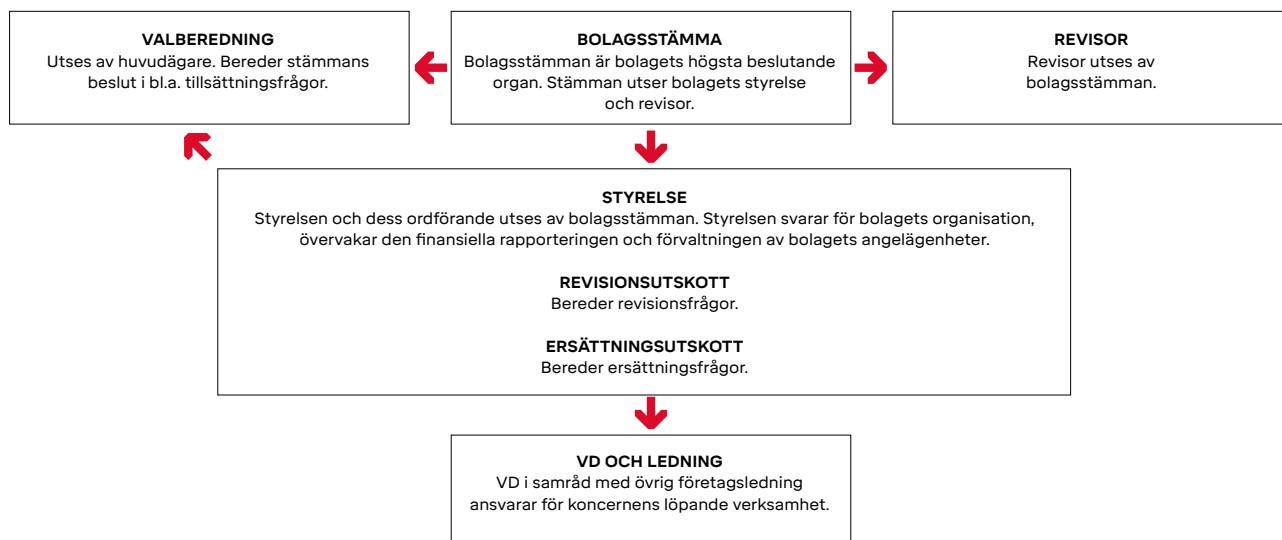 VALBEREDNING
Utses av huvudägare. Bereder stämmans
beslut i bl.a. tillsättningsfrågor.
BOLAGSSTÄMMA
Bolagsstämman är bolagets högsta beslutande
organ. Stämman utser bolagets styrelse
och revisor.
REVISOR
Revisor utses av
bolagsstämman.
STYRELSE
Styrelsen och dess ordförande utses av bolagsstämman. Styrelsen svarar för bolagets organisation,
övervakar den finansiella rapporteringen och förvaltningen av bolagets angelägenheter.
REVISIONSUTSKOTT
Bereder revisionsfrågor.
ERSÄTTNINGSUTSKOTT
Bereder ersättningsfrågor.
VD OCH LEDNING
VD i samråd med övrig företagsledning
ansvarar för koncernens löpande verksamhet.